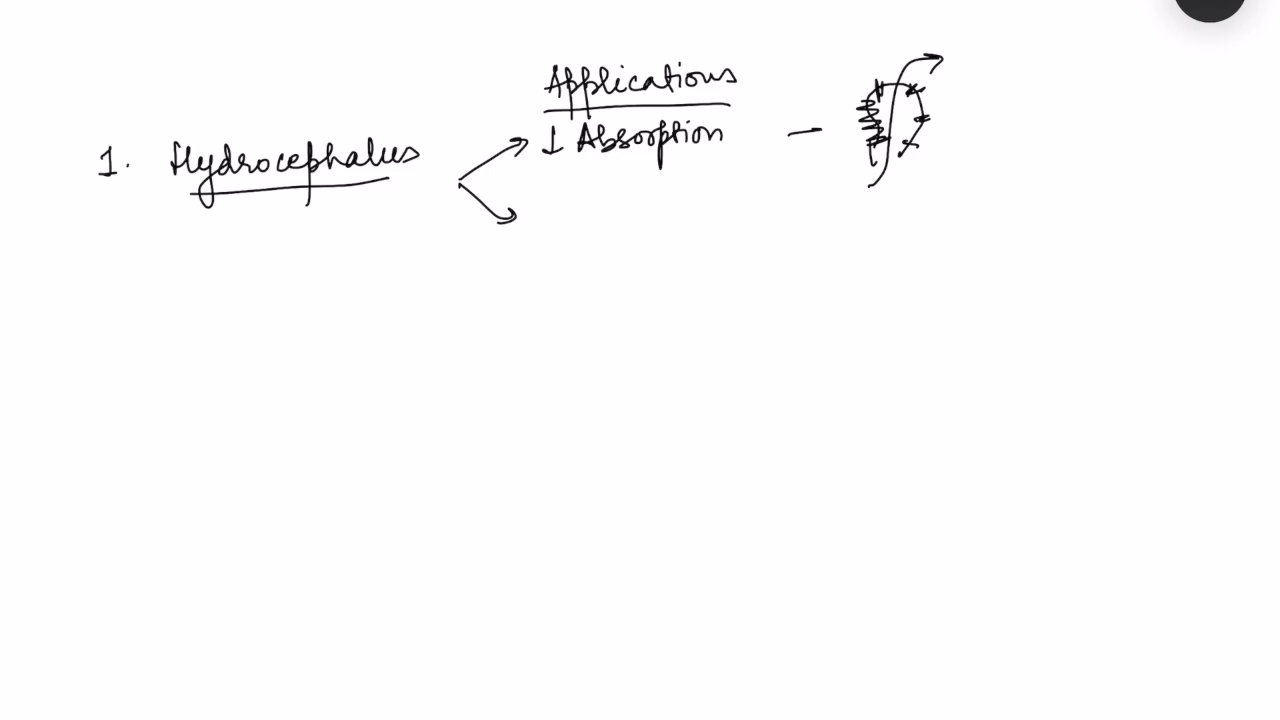 Applications
1. Hydrocephalus
↓ Absorption –